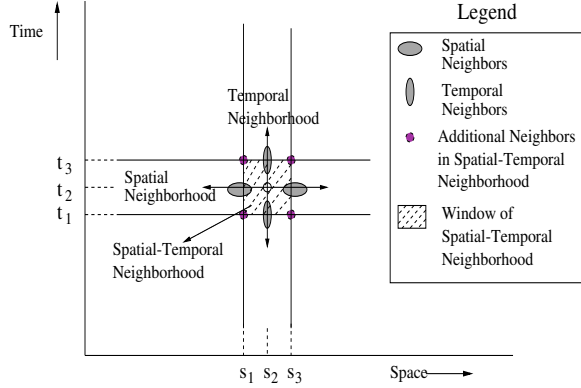 Time
Temporal
Neighborhood
t3
t2
t1
Spatial
Neighborhood
Spatial-Temporal
Neighborhood
s1 s2 s3
Space
Legend
Spatial
Neighbors
Temporal
Neighbors
Additional Neighbors
in Spatial-Temporal
Neighborhood
Window of
Spatial-Temporal
Neighborhood